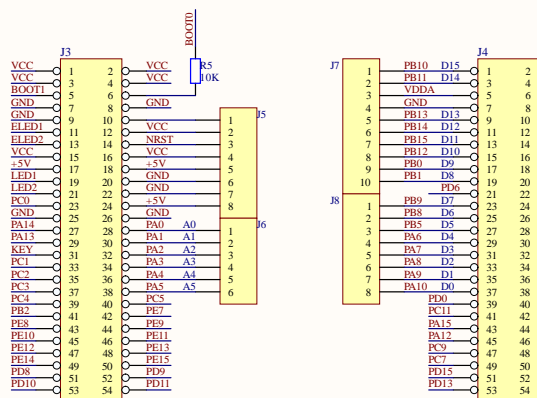 BOOT0
R5
10K
J3
VCC 1 2 VCC
VCC 3 4 VCC
BOOT1 5 6
GND 7 8 GND
GND 9 10
ELED1 11 12 VCC
ELED2 13 14 NRST
VCC 15 16 VCC
+5V 17 18 +5V
LED1 19 20 GND
LED2 21 22 GND
PC0 23 24 +5V
GND 25 26 GND
PA14 27 28 PA0 A0
PA13 29 30 PA1 A1
KEY 31 32 PA2 A2
PC1 33 34 PA3 A3
PC2 35 36 PA4 A4
PC3 37 38 PA5 A5
PC4 39 40 PC5
PB2 41 42 PE7
PE8 43 44 PE9
PE10 45 46 PE11
PE12 47 48 PE13
PE14 49 50 PE15
PD8 51 52 PD9
PD10 53 54 PD11
J5
1
2
3
4
5
6
7
8
J6
1
2
3
4
5
6
J7
1
2
3
4
5
6
7
8
9
10
J8
1
2
3
4
5
6
7
8
J4
PB10 D15 1 2
PB11 D14 3 4
VDDA 5 6
GND 7 8
PB13 D13 9 10
PB14 D12 11 12
PB15 D11 13 14
PB12 D10 15 16
PB0 D9 17 18
PB1 D8 19 20
PD6 21 22
PB9 D7 23 24
PB8 D6 25 26
PB5 D5 27 28
PA6 D4 29 30
PA7 D3 31 32
PA8 D2 33 34
PA9 D1 35 36
PA10 D0 37 38
PD0 39 40
PC11 41 42
PA15 43 44
PA12 45 46
PC9 47 48
PC7 49 50
PD15 51 52
PD13 53 54